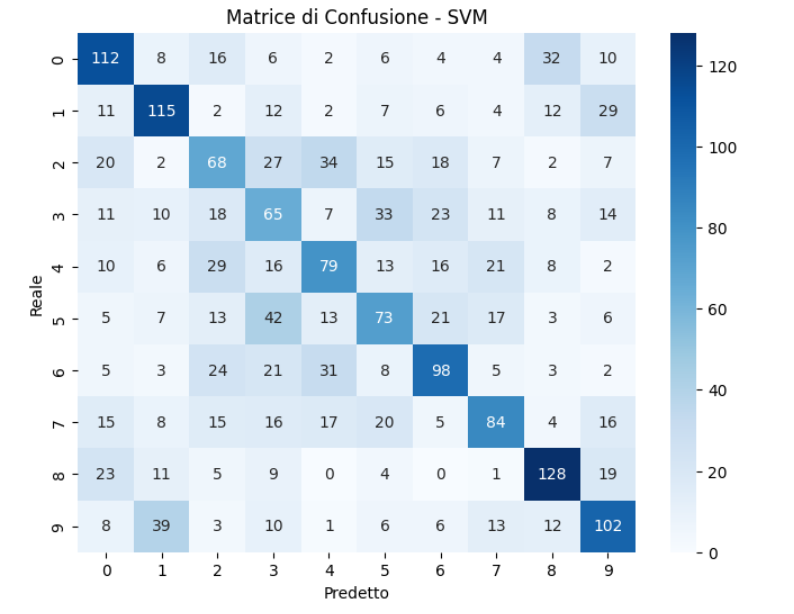 Matrice di Confusione - SVM
0 112 8 16 6 2 6 4 4 32 10
1 11 115 2 12 2 7 6 4 12 29
2 20 2 68 27 34 15 18 7 2 7
3 11 10 18 65 7 33 23 11 8 14
4 10 6 29 16 79 13 16 21 8 2
5 5 7 13 42 13 73 21 17 3 6
6 5 3 24 21 31 8 98 5 3 2
7 15 8 15 16 17 20 5 84 4 16
8 23 11 5 9 0 4 0 1 128 19
9 8 39 3 10 1 6 6 13 12 102
0 1 2 3 4 5 6 7 8 9
Predetto
Reale
120
100
80
60
40
20
0